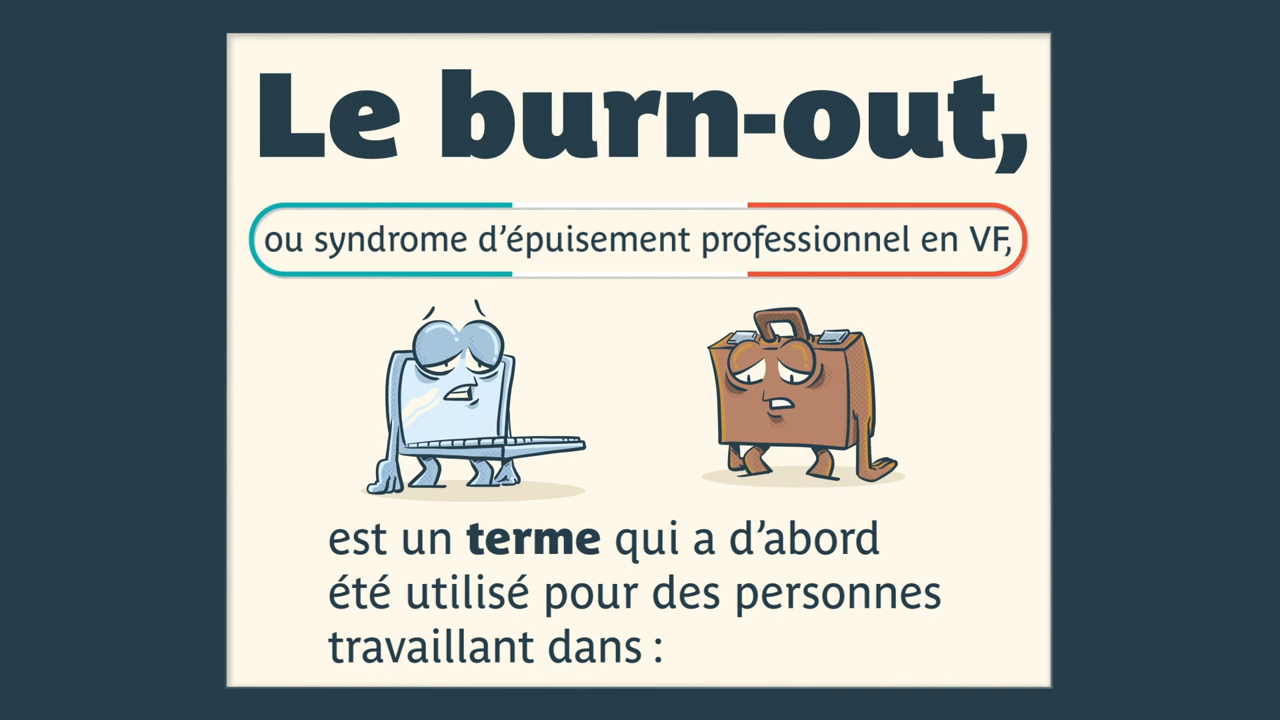 Le burn-out,
ou syndrome d’épuisement professionnel en VF,
est un terme qui a d’abord
été utilisé pour des personnes
travaillant dans :